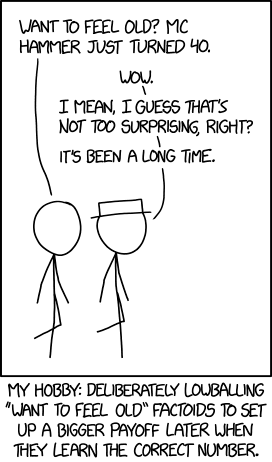 WANT TO FEEL OLD? MC
HAMMER JUST TURNED 40.
WOW.
I MEAN, I GUESS THAT'S
NOT TOO SURPRISING, RIGHT?
IT'S BEEN A LONG TIME.
MY HOBBY: DELIBERATELY LOWBALLING
"WANT TO FEEL OLD" FACTOIDS TO SET
UP A BIGGER PAYOFF LATER WHEN
THEY LEARN THE CORRECT NUMBER.